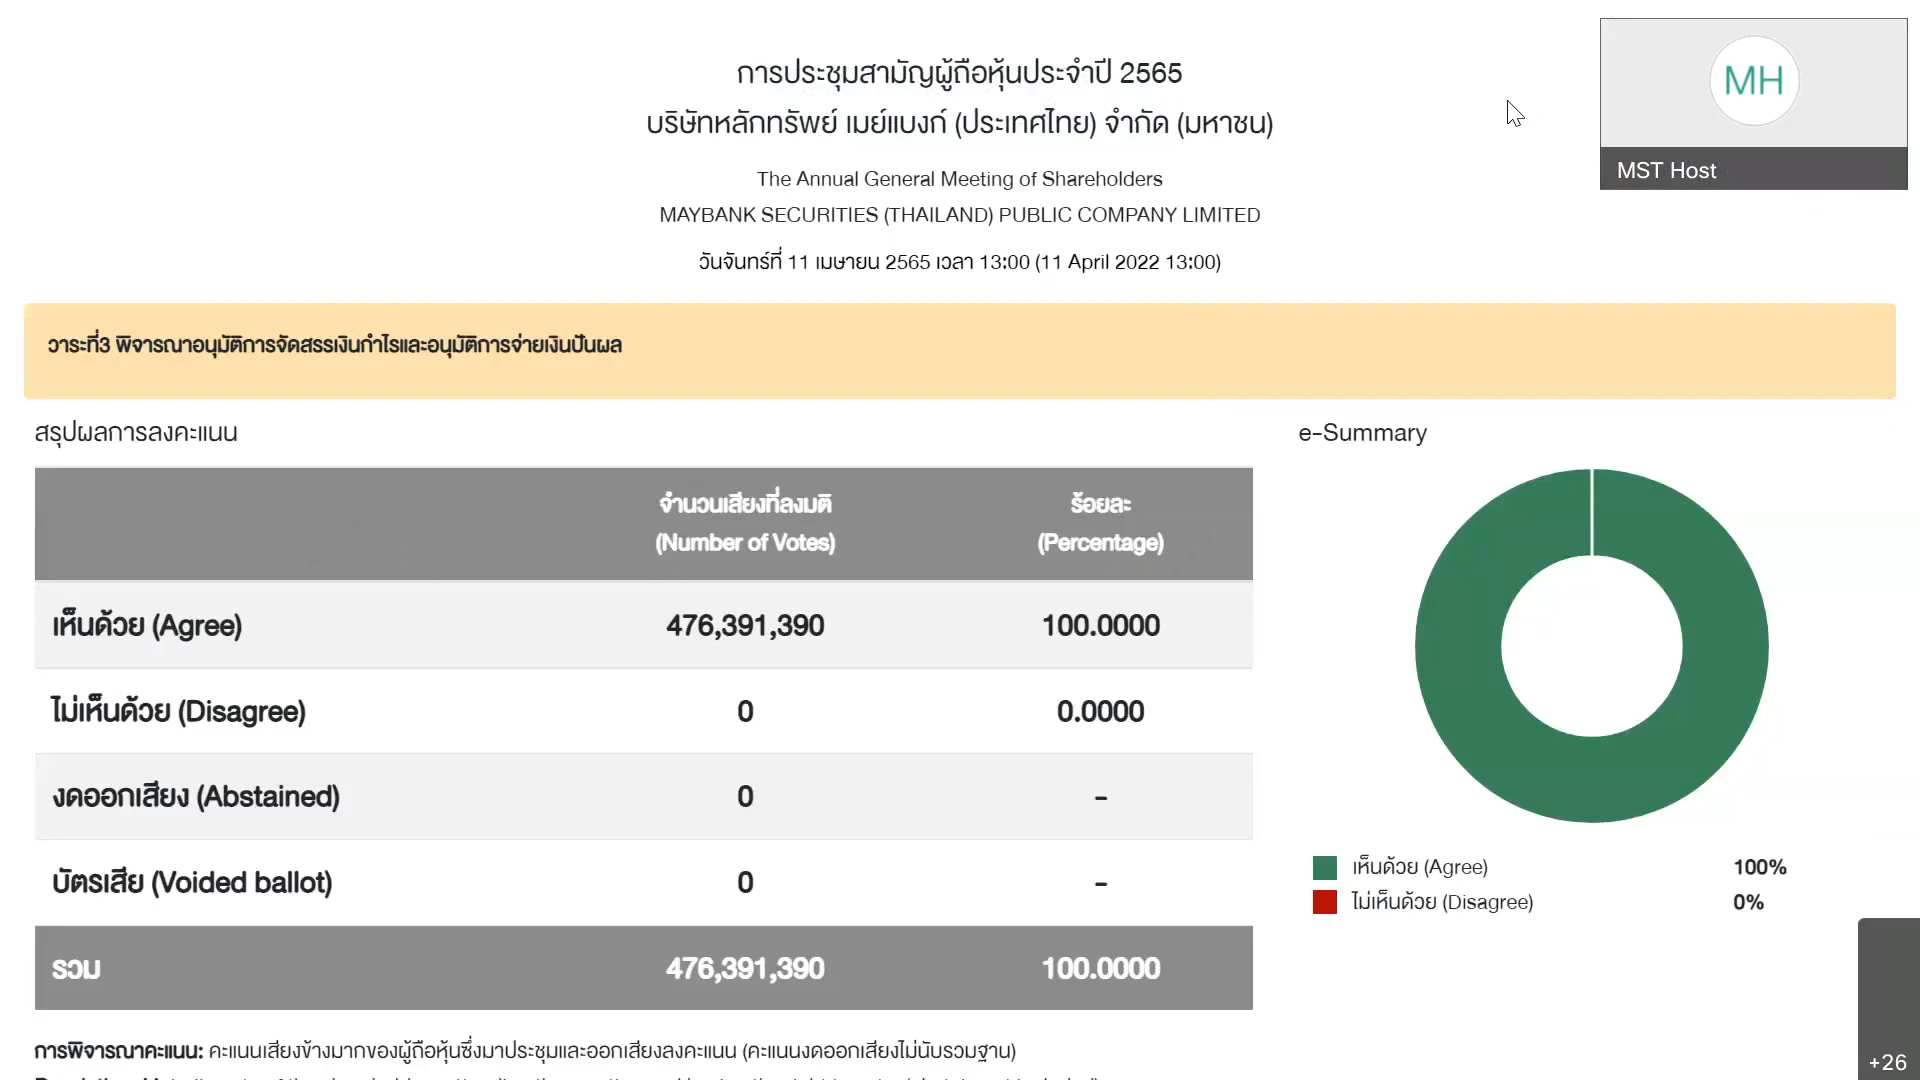 การประชุมสามัญผู้ถือหุ้นประจำปี 2565
บริษัทหลักทรัพย์ เมย์แบงก์ (ประเทศไทย) จำกัด (มหาชน)
The Annual General Meeting of Shareholders
MAYBANK SECURITIES (THAILAND) PUBLIC COMPANY LIMITED
วันจันทร์ที่ 11 เมษายน 2565 เวลา 13:00 (11 April 2022 13:00)
MH
MST Host
วาระที่3 พิจารณาอนุมัติการจัดสรรเงินกำไรและอนุมัติการจ่ายเงินปันผล
สรุปผลการลงคะแนน
จำนวนเสียงที่ลงมติ ร้อยละ
(Number of Votes) (Percentage)
เห็นด้วย (Agree) 476,391,390 100.0000
ไม่เห็นด้วย (Disagree) 0 0.0000
งดออกเสียง (Abstained) 0 -
บัตรเสีย (Voided ballot) 0 -
รวม 476,391,390 100.0000
e-Summary
เห็นด้วย (Agree) 100%
ไม่เห็นด้วย (Disagree) 0%
การพิจารณาคะแนน: คะแนนเสียงข้างมากของผู้ถือหุ้นซึ่งมาประชุมและออกเสียงลงคะแนน (คะแนนงดออกเสียงไม่นับรวมฐาน)
+26